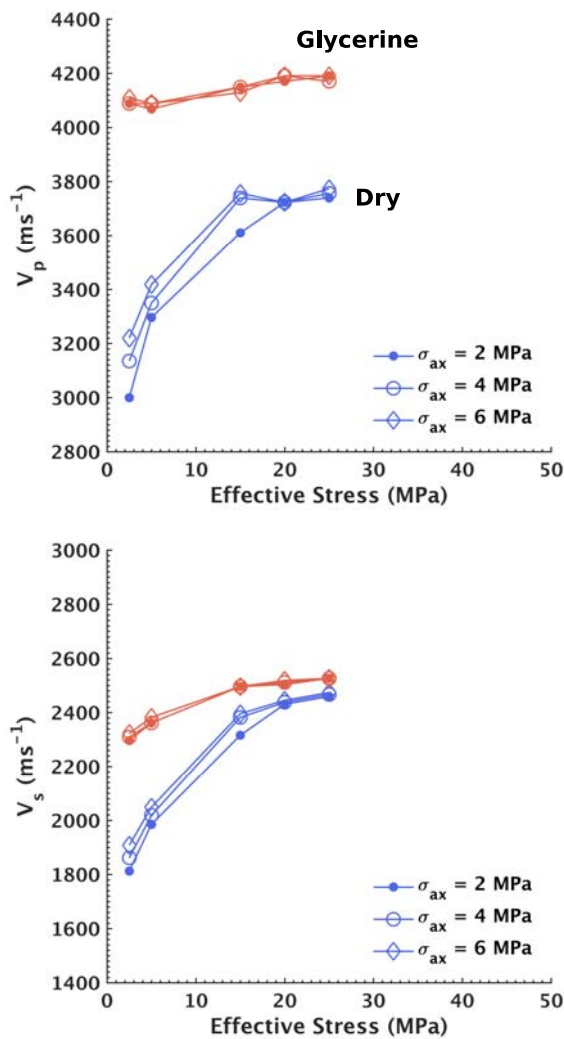 4400
Glycerine
4200
4000
3800
Dry
3600
3400
3200
3000
2800
V_p (ms^−1)
σ_ax = 2 MPa
σ_ax = 4 MPa
σ_ax = 6 MPa
0 10 20 30 40 50
Effective Stress (MPa)
3000
2800
2600
2400
2200
2000
1800
1600
1400
V_s (ms^−1)
σ_ax = 2 MPa
σ_ax = 4 MPa
σ_ax = 6 MPa
0 10 20 30 40 50
Effective Stress (MPa)